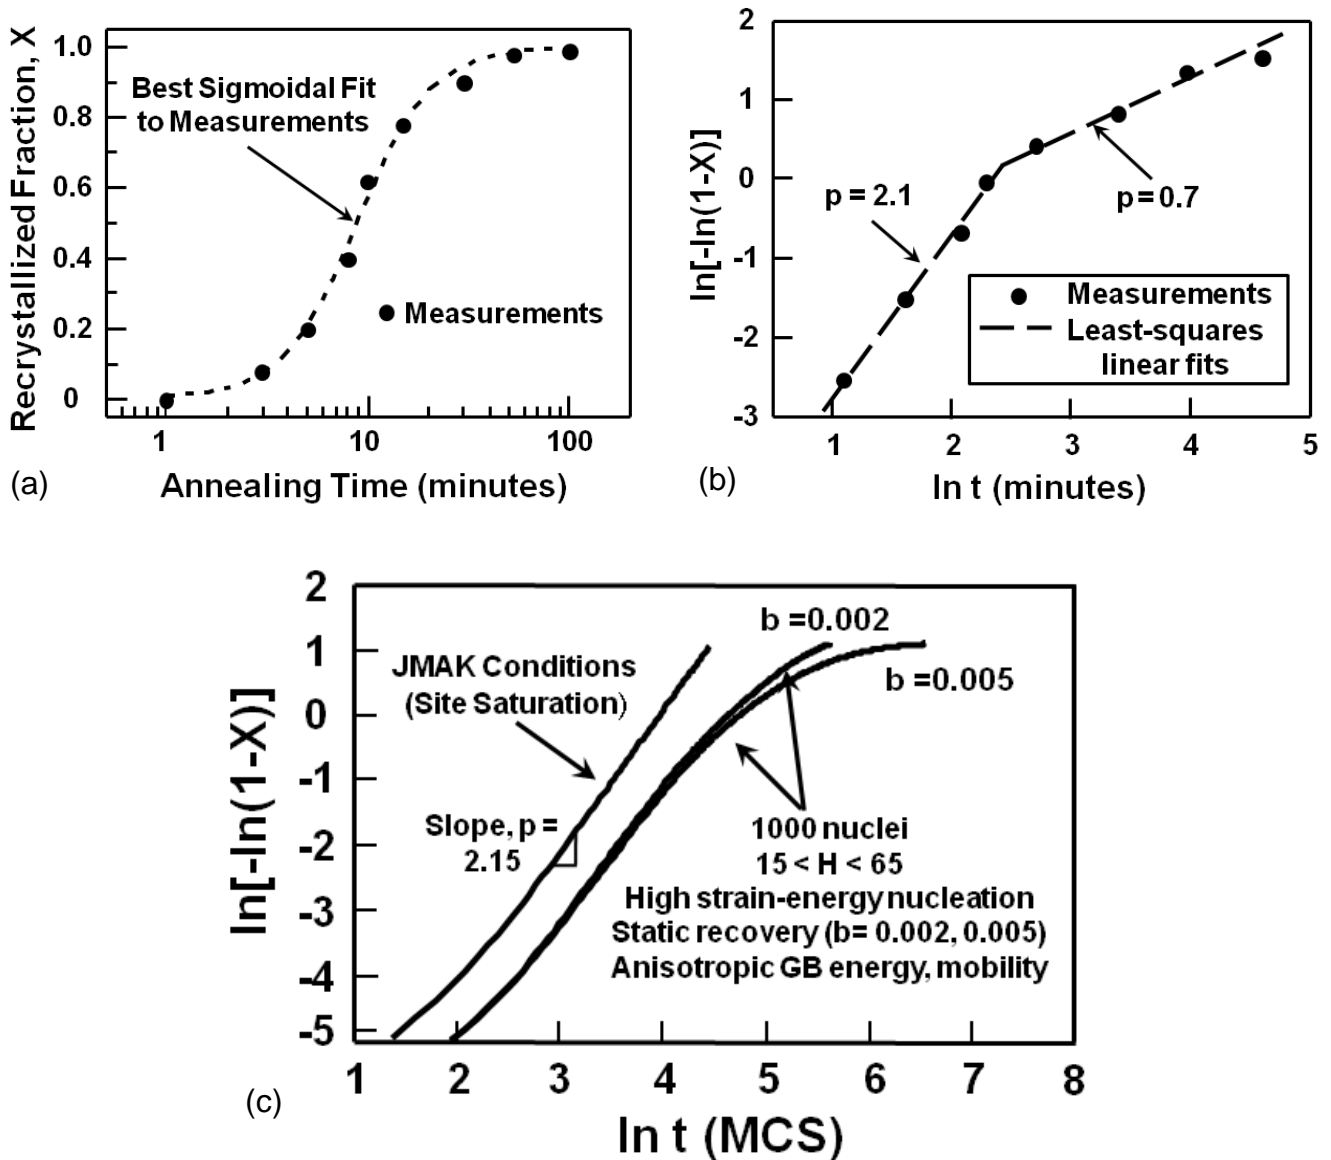 Recrystallized Fraction, X
1.0
0.8
0.6
0.4
0.2
0
Best Sigmoidal Fit
to Measurements
Measurements
1
10
100
Annealing Time (minutes)
(a)
ln[-ln(1-X)]
2
1
0
-1
-2
-3
p = 2.1
p=0.7
Measurements
Least-squares
linear fits
1
2
3
4
5
ln t (minutes)
(b)
ln[-ln(1-X)]
2
1
0
-1
-2
-3
-4
-5
b =0.002
JMAK Conditions
(Site Saturation)
b =0.005
Slope, p =
2.15
1000 nuclei
15 < H < 65
High strain-energy nucleation
Static recovery (b= 0.002, 0.005)
Anisotropic GB energy, mobility
1
2
3
4
5
6
7
8
ln t (MCS)
(c)